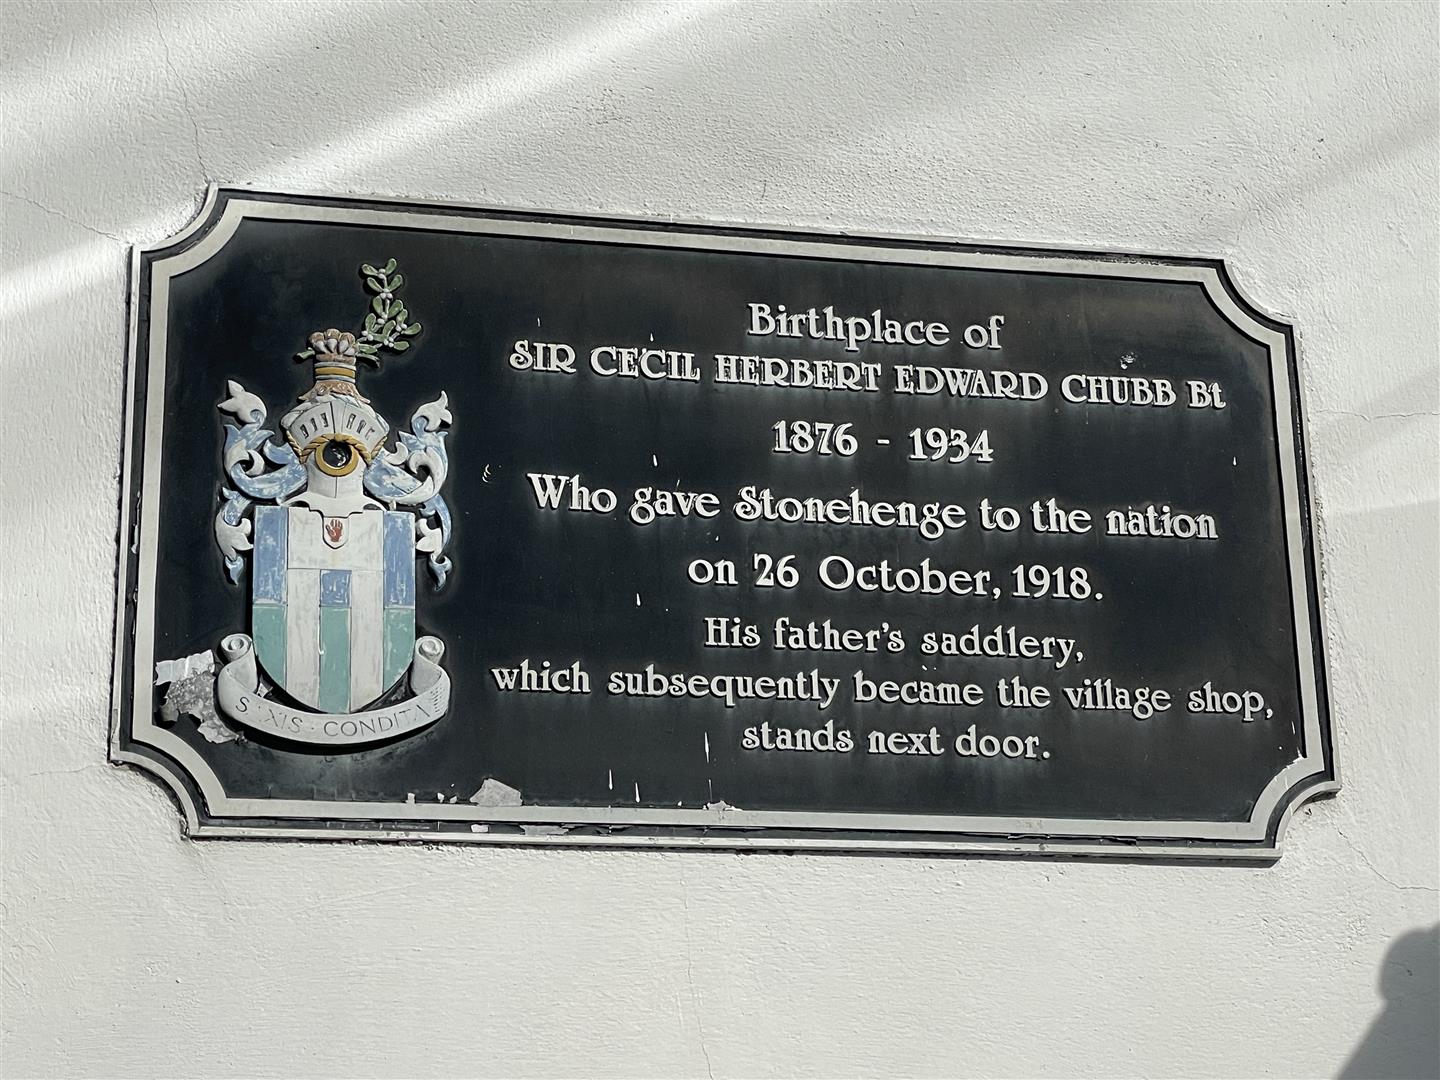 Birthplace of
SIR CECIL HERBERT EDWARD CHUBB Bt
1876 - 1934
Who gave Stonehenge to the nation
on 26 October, 1918.
His father's saddlery,
which subsequently became the village shop,
stands next door.
SAXIS · CONDITA